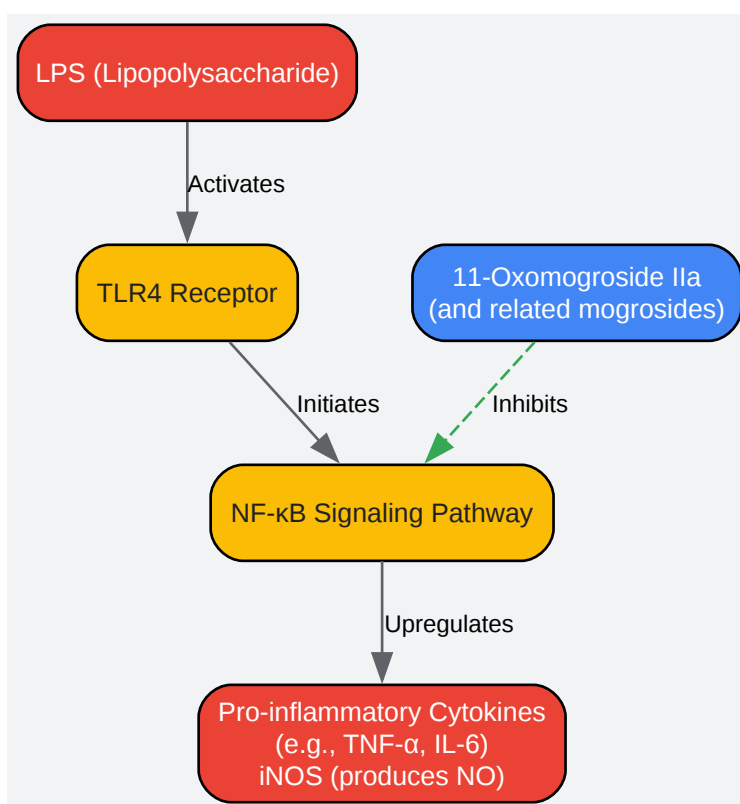 LPS (Lipopolysaccharide)
Activates
TLR4 Receptor
11-Oxomogroside IIa
(and related mogrosides)
Initiates
Inhibits
NF-κB Signaling Pathway
Upregulates
Pro-inflammatory Cytokines
(e.g., TNF-α, IL-6)
iNOS (produces NO)